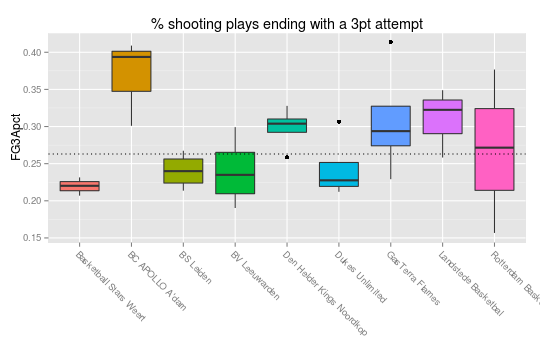 % shooting plays ending with a 3pt attempt
FG3Apct
0.40
0.35
0.30
0.25
0.20
0.15
Basketball Stars Weert
BC APOLLO A'dam
BS Leiden
BV Leeuwarden
Den Helder Kings Noordkop
Dukes Unlimited
GasTerra Flames
Landstede Basketbal
Rotterdam Bask